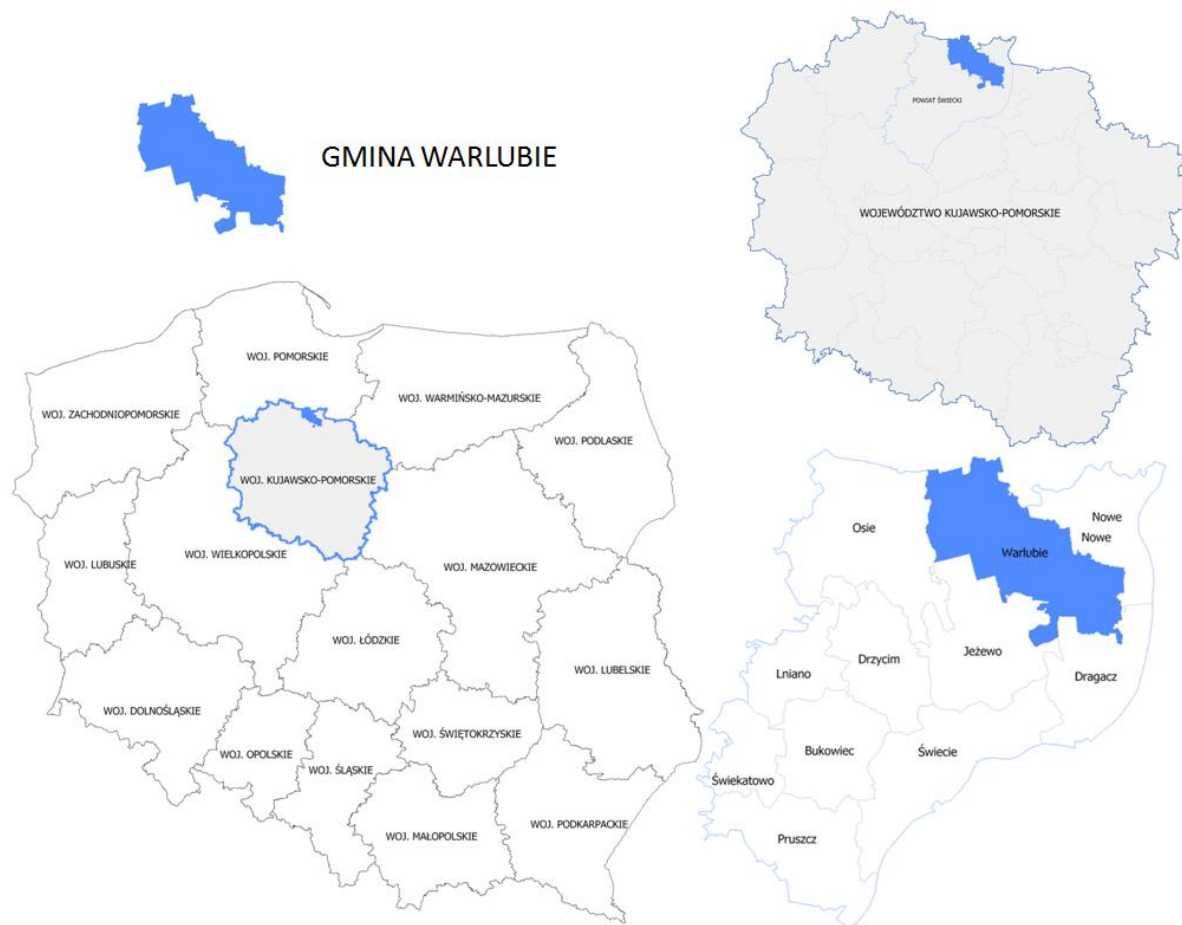 GMINA WARLUBIE
POWIAT ŚWIECKI
WOJEWÓDZTWO KUJAWSKO-POMORSKIE
WOJ. POMORSKIE
WOJ. ZACHODNIOPOMORSKIE
WOJ. WARMIŃSKO-MAZURSKIE
WOJ. PODLASKIE
WOJ. KUJAWSKO-POMORSKIE
WOJ. WIELKOPOLSKIE
WOJ. LUBUSKIE
WOJ. MAZOWIECKIE
WOJ. ŁÓDZKIE
WOJ. LUBELSKIE
WOJ. DOLNOŚLĄSKIE
WOJ. ŚWIĘTOKRZYSKIE
WOJ. OPOLSKIE
WOJ. ŚLĄSKIE
WOJ. MAŁOPOLSKIE
WOJ. PODKARPACKIE
Nowe
Osie
Nowe
Warlubie
Jeżewo
Drzycim
Lniano
Dragacz
Bukowiec
Świecie
Świekatowo
Pruszcz